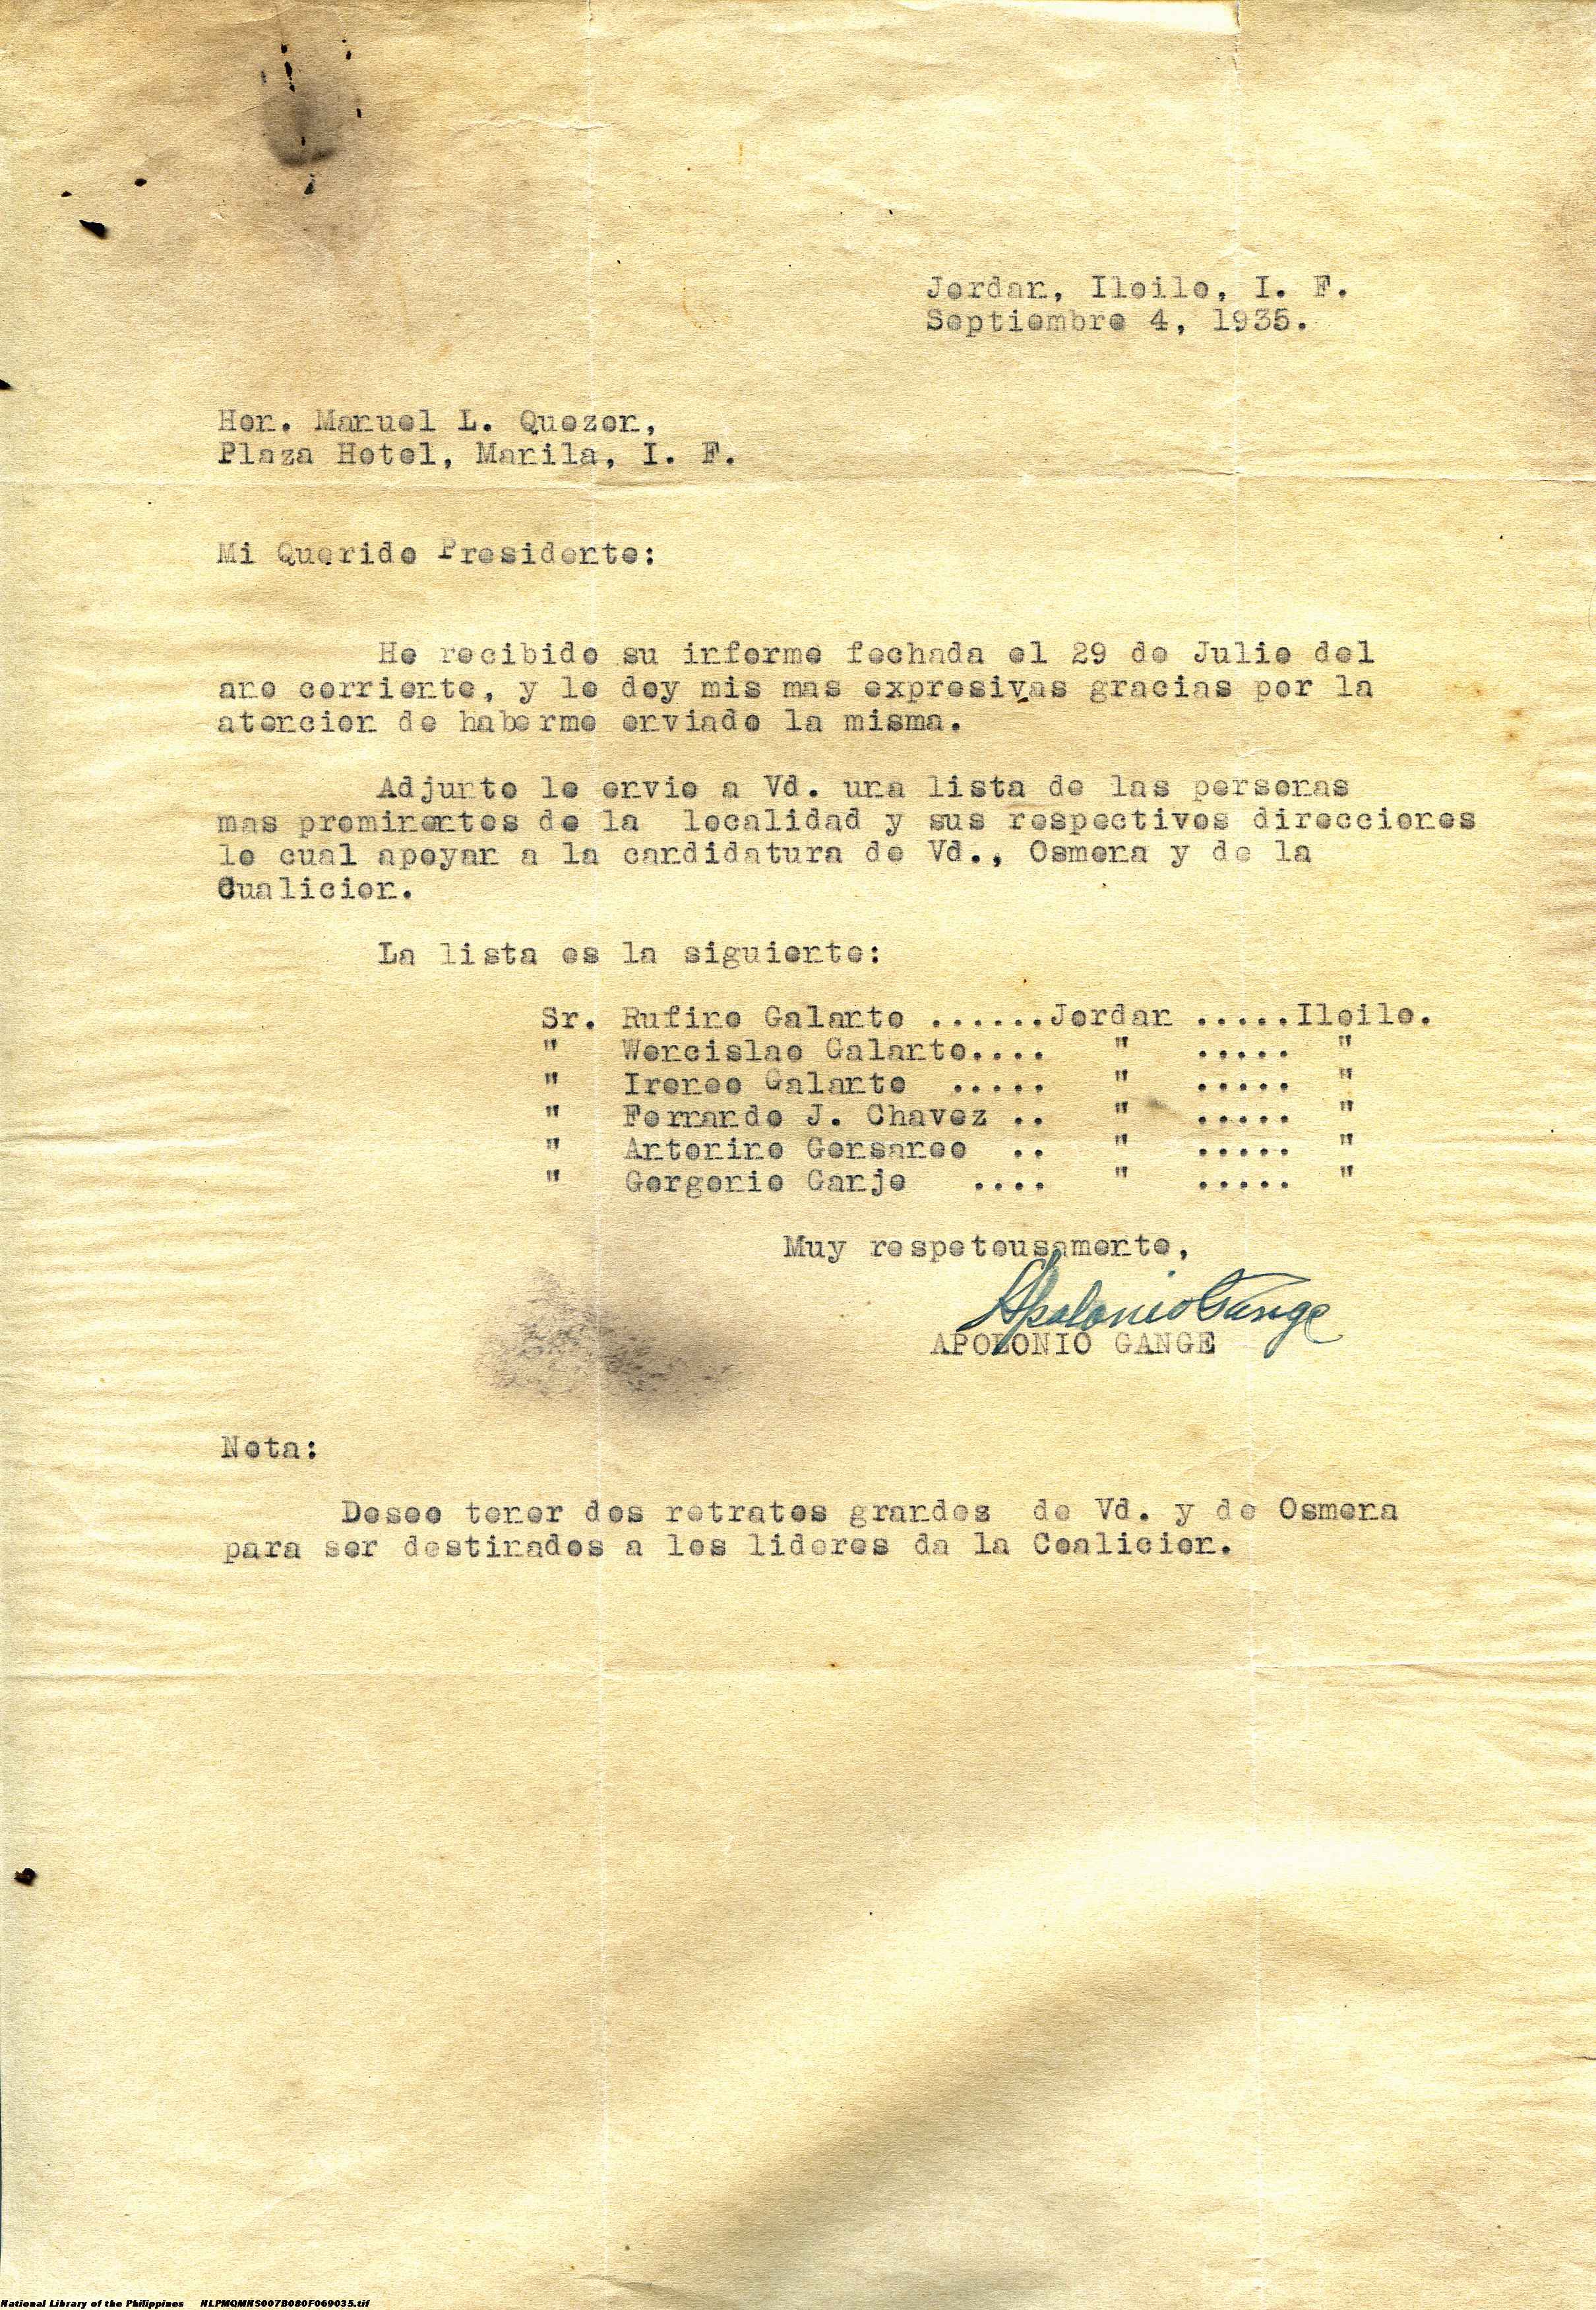 Jordan, Iloilo, I. F.
Septiembre 4, 1935.
Hon. Manuel L. Quezon,
Plaza Hotel, Manila, I. F.
Mi Querido Presidente:
He recibido su informe fechada el 29 de Julio del
ano corriente, y le doy mis mas expresivas gracias por la
atencion de haberme enviado la misma.
Adjunto le envio a Vd. una lista de las personas
mas prominentes de la localidad y sus respectivos direcciones
lo cual apoyan a la candidatura de Vd., Osmena y de la
Cualicion.
La lista es la siguiente:
Sr. Rufino Galanto ......Jordan .....Iloilo.
" Wencislao Galanto.... " ..... "
" Ireneo Galanto ..... " ..... "
" Fernando J. Chavez .. " ..... "
" Antonino .. " ..... "
" Gorgonio Ganjo .... " ..... "
Muy respetousamente,
Apolonio Gange
APOLONIO GANGE
Nota:
Deseo tener dos retratos grandez de Vd. y de Osmena
para ser destinados a los lideres da la Coalicion.
National Library of the Philippines NLPMQMNS007B080F069035.tif